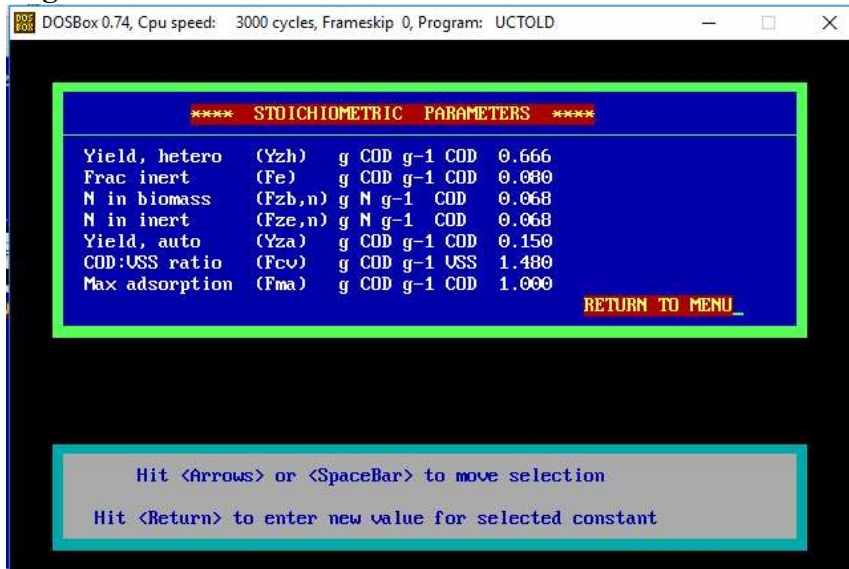 DOSBox 0.74, Cpu speed: 3000 cycles, Frameskip 0, Program: UCTOLD
**** STOICHIOMETRIC PARAMETERS ****
Yield, hetero (Yzh) g COD g-1 COD 0.666
Frac inert (Fe) g COD g-1 COD 0.080
N in biomass (Fzb,n) g N g-1 COD 0.068
N in inert (Fze,n) g N g-1 COD 0.068
Yield, auto (Yza) g COD g-1 COD 0.150
COD:VSS ratio (Fcv) g COD g-1 VSS 1.480
Max adsorption (Fma) g COD g-1 COD 1.000
RETURN TO MENU_
Hit <Arrows> or <SpaceBar> to move selection
Hit <Return> to enter new value for selected constant